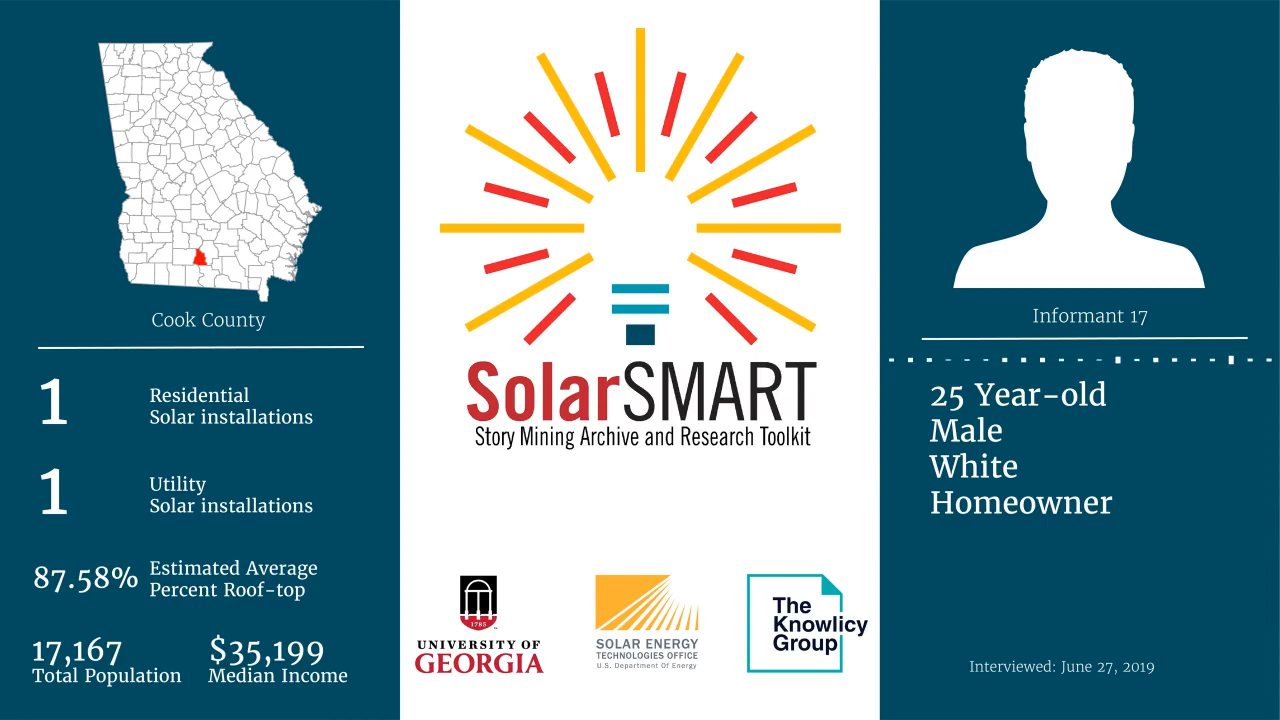 Cook County
1
Residential
Solar installations
1
Utility
Solar installations
87.58%
Estimated Average
Percent Roof-top
17,167
Total Population
$35,199
Median Income
SolarSMART
Story Mining Archive and Research Toolkit
1785
UNIVERSITY OF
GEORGIA
SOLAR ENERGY
TECHNOLOGIES OFFICE
U.S. Department Of Energy
The
Knowlicy
Group
Informant 17
25 Year-old
Male
White
Homeowner
Interviewed: June 27, 2019